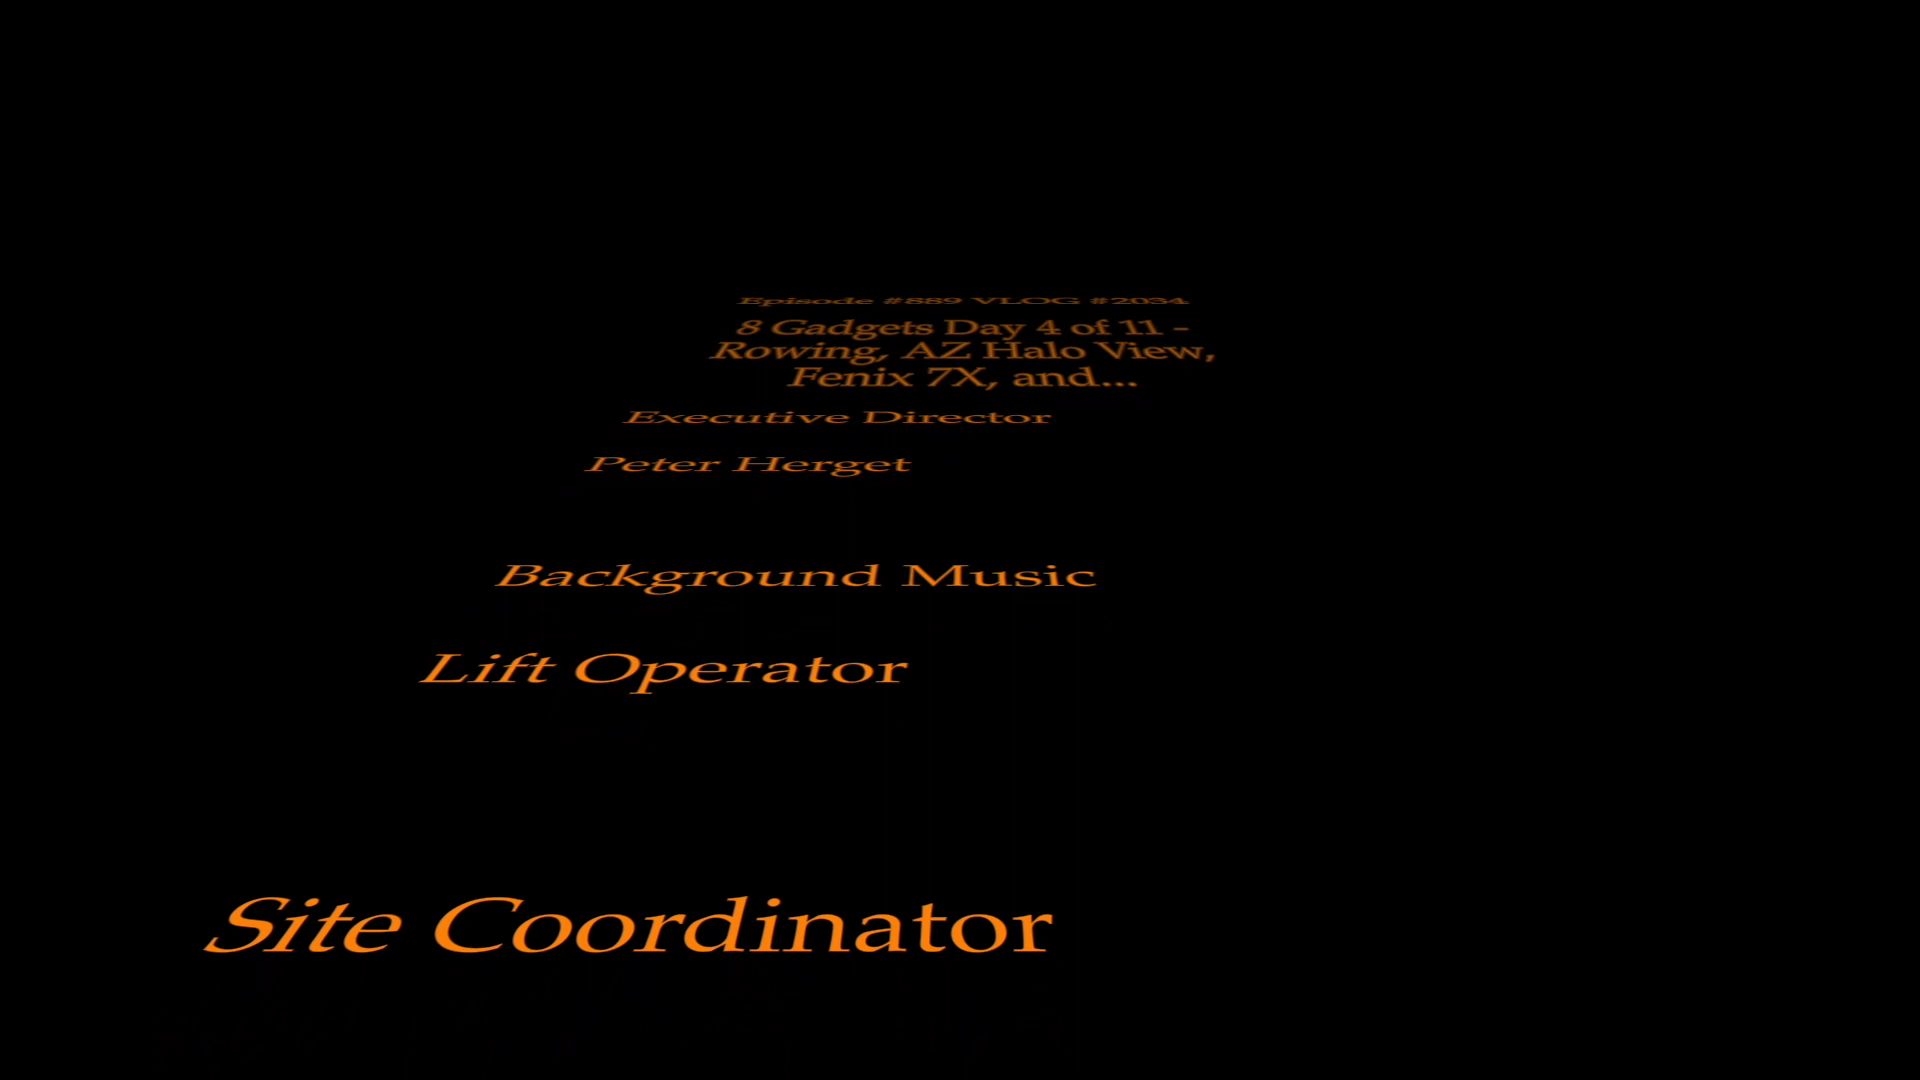 Episode #889 VLOG #2034
8 Gadgets Day 4 of 11 -
Rowing, AZ Halo View,
Fenix 7X, and...
Executive Director
Peter Herget
Background Music
Lift Operator
Site Coordinator